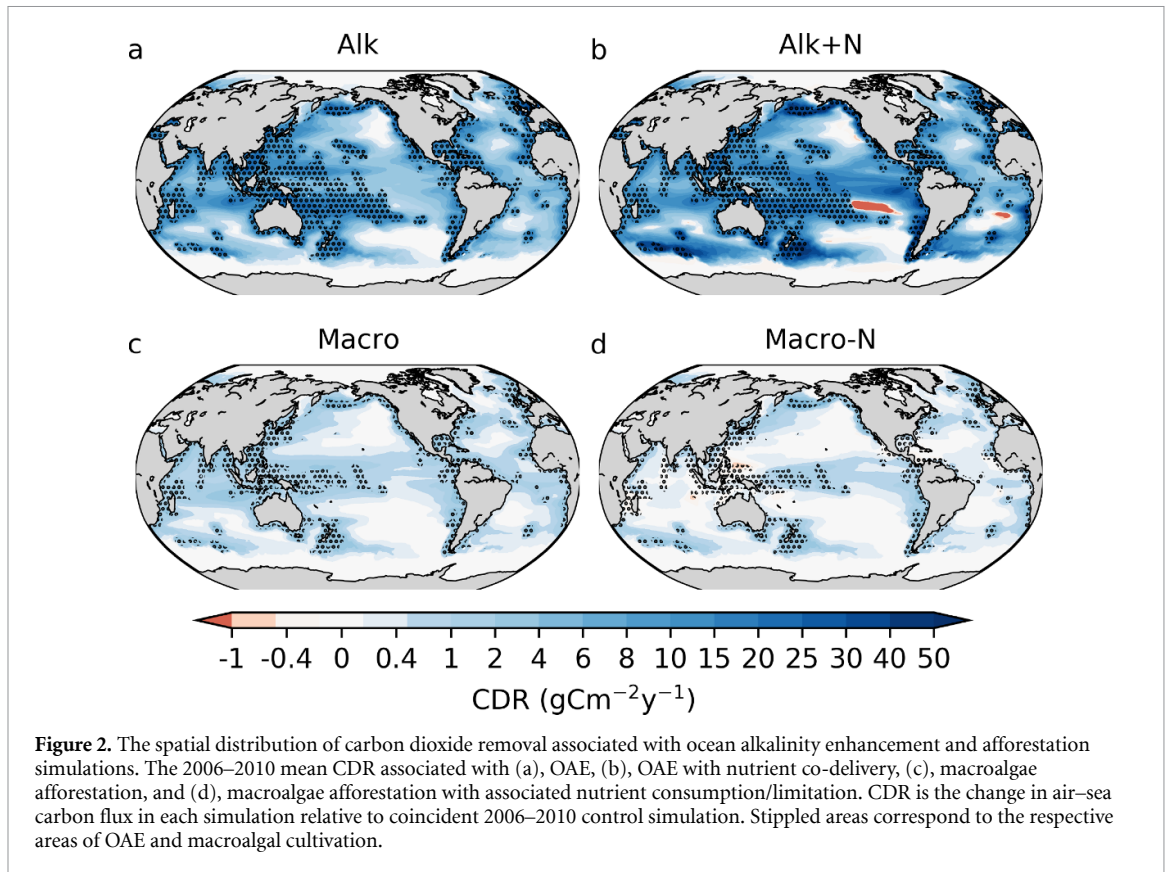 a
Alk
b
Alk+N
c
Macro
d
Macro-N
-1 -0.4 0 0.4 1 2 4 6 8 10 15 20 25 30 40 50
CDR (gCm⁻²y⁻¹)
Figure 2. The spatial distribution of carbon dioxide removal associated with ocean alkalinity enhancement and afforestation
simulations. The 2006–2010 mean CDR associated with (a), OAE, (b), OAE with nutrient co-delivery, (c), macroalgae
afforestation, and (d), macroalgae afforestation with associated nutrient consumption/limitation. CDR is the change in air–sea
carbon flux in each simulation relative to coincident 2006–2010 control simulation. Stippled areas correspond to the respective
areas of OAE and macroalgal cultivation.